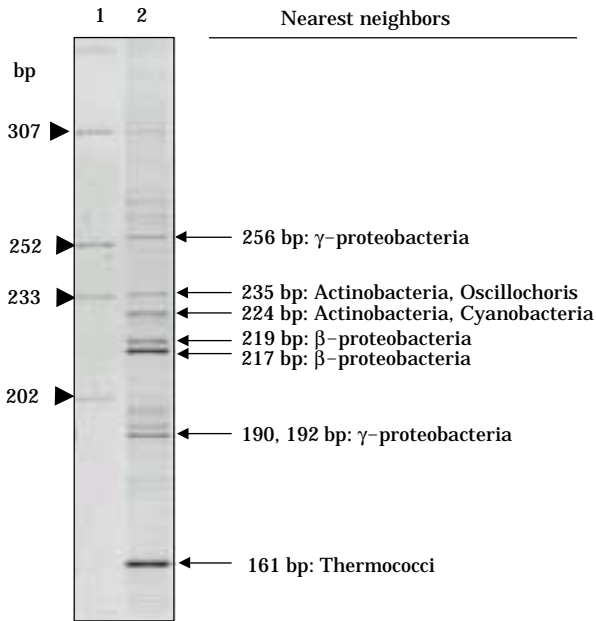 1 2 Nearest neighbors
bp
307
252
233
202
256 bp: γ-proteobacteria
235 bp: Actinobacteria, Oscillochoris
224 bp: Actinobacteria, Cyanobacteria
219 bp: β-proteobacteria
217 bp: β-proteobacteria
190, 192 bp: γ-proteobacteria
161 bp: Thermococci